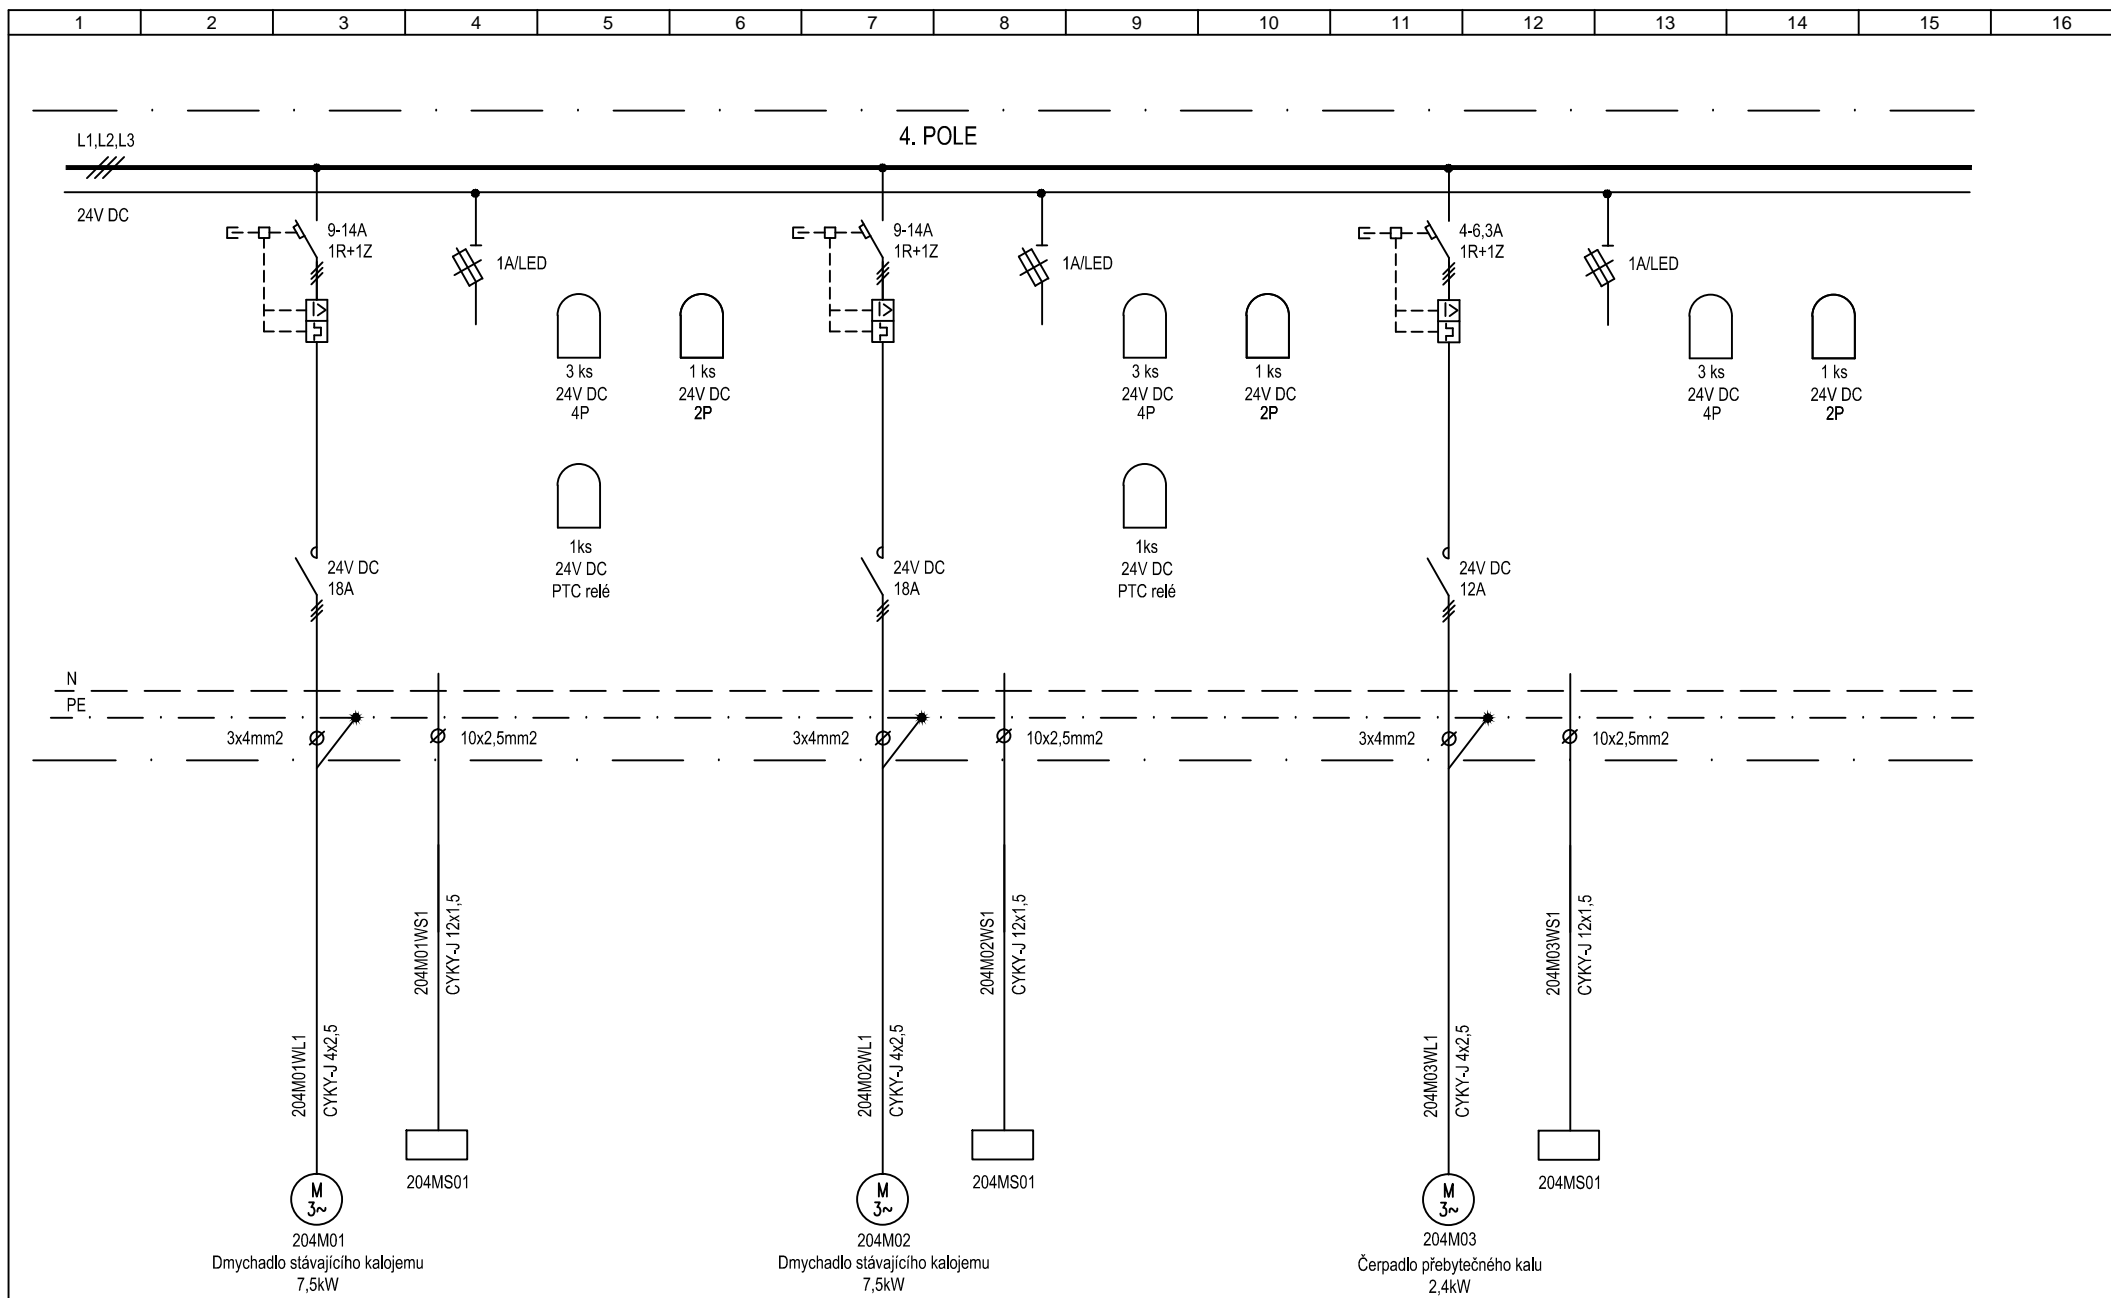 1 2 3 4 5 6 7 8 9 10 11 12 13 14 15 16
4. POLE
L1,L2,L3
24V DC
9-14A
1R+1Z
1A/LED
3 ks
24V DC
4P
1 ks
24V DC
2P
1ks
24V DC
PTC relé
24V DC
18A
9-14A
1R+1Z
1A/LED
3 ks
24V DC
4P
1 ks
24V DC
2P
1ks
24V DC
PTC relé
24V DC
18A
4-6,3A
1R+1Z
1A/LED
3 ks
24V DC
4P
1 ks
24V DC
2P
24V DC
12A
N
PE
3x4mm2
10x2,5mm2
3x4mm2
10x2,5mm2
3x4mm2
10x2,5mm2
204M01WL1
CYKY-J 4x2,5
204M01WS1
CYKY-J 12x1,5
204M02WL1
CYKY-J 4x2,5
204M02WS1
CYKY-J 12x1,5
204M03WL1
CYKY-J 4x2,5
204M03WS1
CYKY-J 12x1,5
M
3~
204M01
Dmychadlo stávajícího kalojemu
7,5kW
204MS01
M
3~
204M02
Dmychadlo stávajícího kalojemu
7,5kW
204MS01
M
3~
204M03
Čerpadlo přebytečného kalu
2,4kW
204MS01